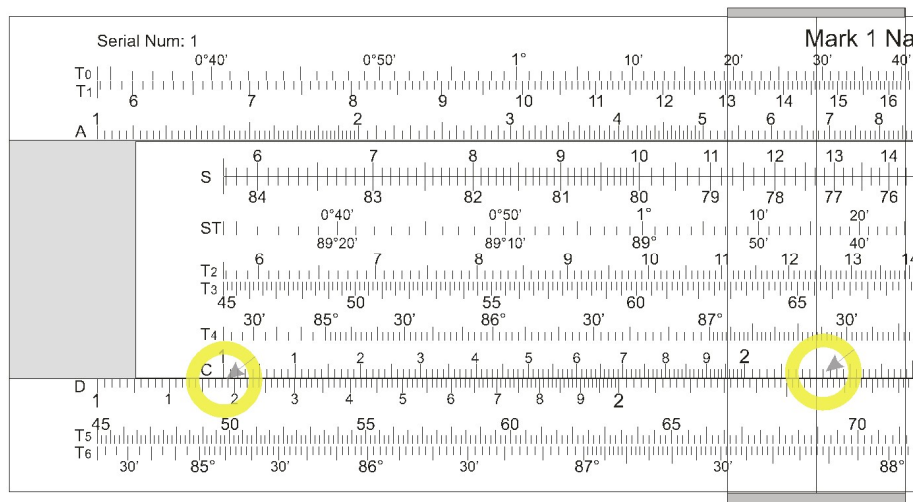 Serial Num: 1
Mark 1 Na
T0 0°40' 0°50' 1° 10' 20' 30' 40'
T1 6 7 8 9 10 11 12 13 14 15 16
A 1 2 3 4 5 6 7 8
6 7 8 9 10 11 12 13 14
S
84 83 82 81 80 79 78 77 76
0°40' 0°50' 1° 10' 20'
ST
89°20' 89°10' 89° 50' 40'
T2 6 7 8 9 10 11 12 13 14
T3
45 50 55 60 65
30' 85° 30' 86° 30' 87° 30'
T4
C 1 1 2 3 4 5 6 7 8 9 2
D 1 1 2 3 4 5 6 7 8 9 2
45 50 55 60 65 70
T5
T6
30' 85° 30' 86° 30' 87° 30' 88°